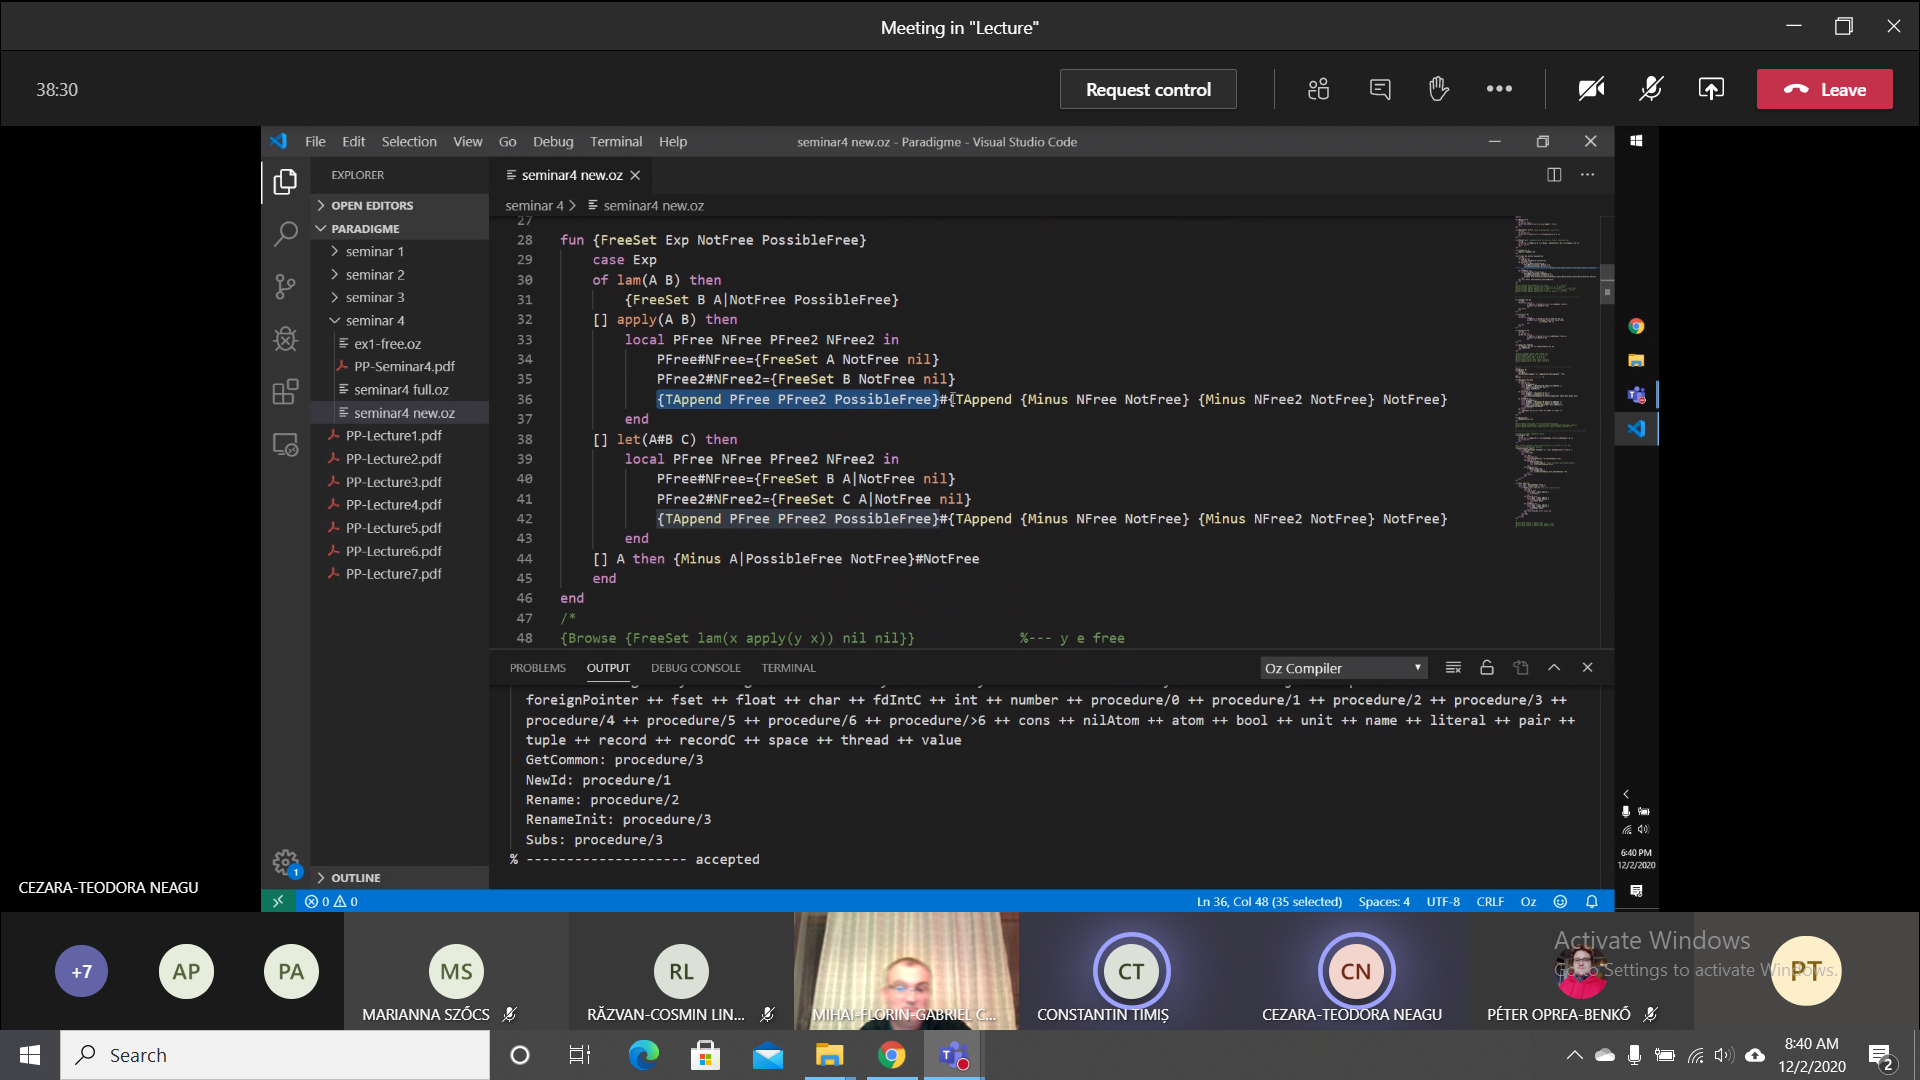 Meeting in "Lecture"
38:30
Request control
Leave
File Edit Selection View Go Debug Terminal Help
seminar4 new.oz - Paradigme - Visual Studio Code
EXPLORER
OPEN EDITORS
PARADIGME
seminar 1
seminar 2
seminar 3
seminar 4
ex1-free.oz
PP-Seminar4.pdf
seminar4 full.oz
seminar4 new.oz
PP-Lecture1.pdf
PP-Lecture2.pdf
PP-Lecture3.pdf
PP-Lecture4.pdf
PP-Lecture5.pdf
PP-Lecture6.pdf
PP-Lecture7.pdf
OUTLINE
seminar4 new.oz
seminar 4 > seminar4 new.oz
27
28 fun {FreeSet Exp NotFree PossibleFree}
29 case Exp
30 of lam(A B) then
31 {FreeSet B A|NotFree PossibleFree}
32 [] apply(A B) then
33 local PFree NFree PFree2 NFree2 in
34 PFree#NFree={FreeSet A NotFree nil}
35 PFree2#NFree2={FreeSet B NotFree nil}
36 {TAppend PFree PFree2 PossibleFree}#{TAppend {Minus NFree NotFree} {Minus NFree2 NotFree} NotFree}
37 end
38 [] let(A#B C) then
39 local PFree NFree PFree2 NFree2 in
40 PFree#NFree={FreeSet B A|NotFree nil}
41 PFree2#NFree2={FreeSet C A|NotFree nil}
42 {TAppend PFree PFree2 PossibleFree}#{TAppend {Minus NFree NotFree} {Minus NFree2 NotFree} NotFree}
43 end
44 [] A then {Minus A|PossibleFree NotFree}#NotFree
45 end
46 end
47 /*
48 {Browse {FreeSet lam(x apply(y x)) nil nil}} %--- y e free
PROBLEMS OUTPUT DEBUG CONSOLE TERMINAL
Oz Compiler
foreignPointer ++ fset ++ float ++ char ++ fdIntC ++ int ++ number ++ procedure/0 ++ procedure/1 ++ procedure/2 ++ procedure/3 ++
procedure/4 ++ procedure/5 ++ procedure/6 ++ procedure/>6 ++ cons ++ nilAtom ++ atom ++ bool ++ unit ++ name ++ literal ++ pair ++
tuple ++ record ++ recordC ++ space ++ thread ++ value
GetCommon: procedure/3
NewId: procedure/1
Rename: procedure/2
RenameInit: procedure/3
Subs: procedure/3
% -------------------- accepted
1
0 0
Ln 36, Col 48 (35 selected) Spaces: 4 UTF-8 CRLF Oz
6:40 PM
12/2/2020
CEZARA-TEODORA NEAGU
+7
AP
PA
MS
MARIANNA SZŐCS
RL
RĂZVAN-COSMIN LIN...
MIHAI-FLORIN-GABRIEL C...
CT
CONSTANTIN TIMIȘ
CN
CEZARA-TEODORA NEAGU
PÉTER OPREA-BENKŐ
PT
Activate Windows
Go to Settings to activate Windows.
Search
8:40 AM
12/2/2020
2